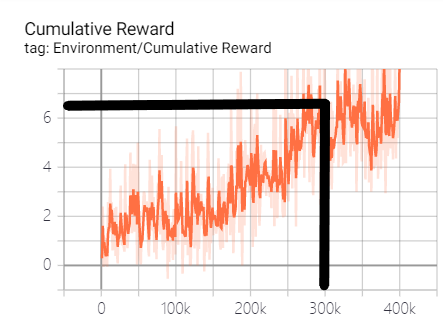 Cumulative Reward
tag: Environment/Cumulative Reward
6
4
2
0
0 100k 200k 300k 400k